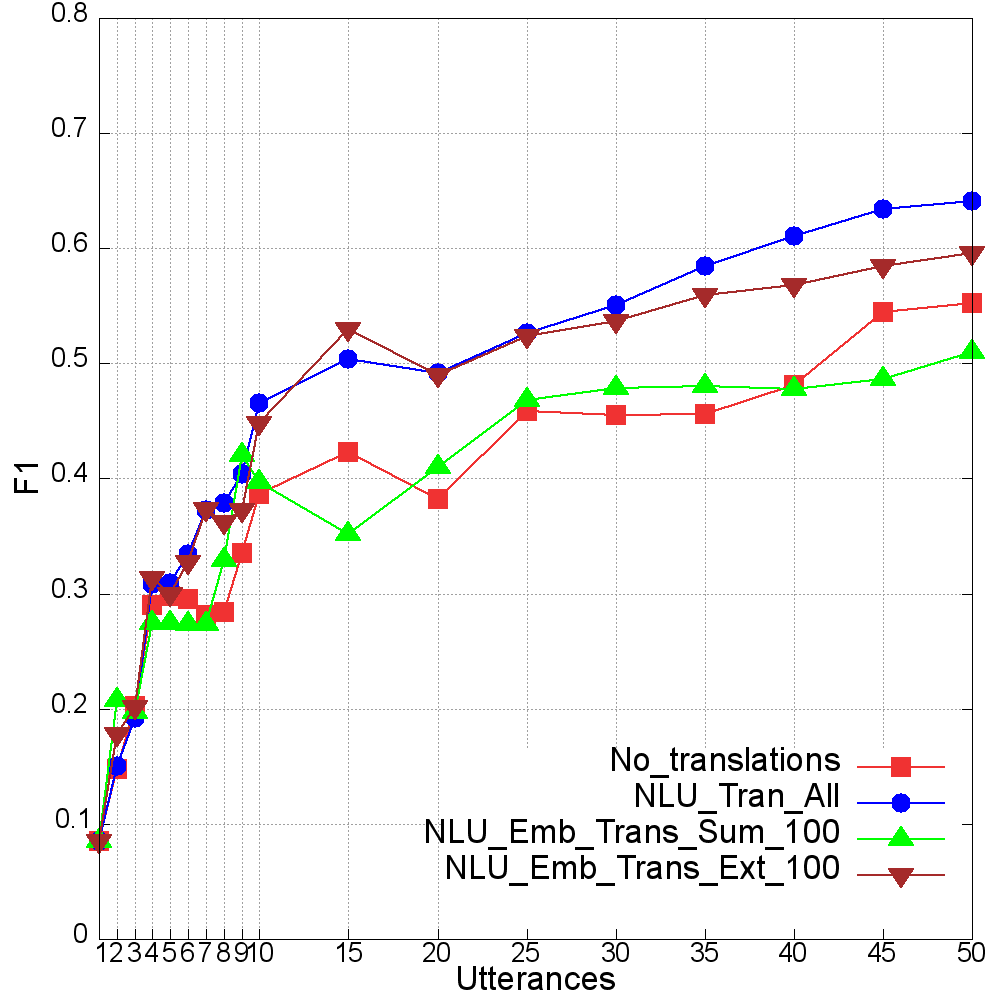 0.8
0.7
0.6
0.5
0.4
0.3
0.2
0.1
0
F1
No_translations
NLU_Tran_All
NLU_Emb_Trans_Sum_100
NLU_Emb_Trans_Ext_100
1 2 3 4 5 6 7 8 9 10 15 20 25 30 35 40 45 50
Utterances